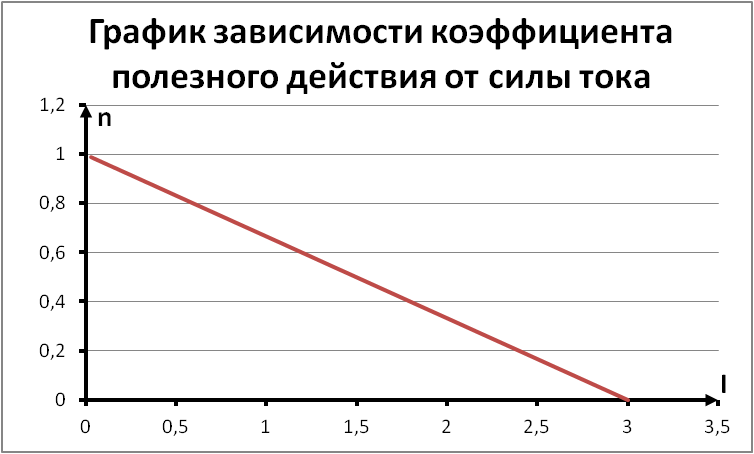 График зависимости коэффициента
полезного действия от силы тока
1,2
n
1
0,8
0,6
0,4
0,2
I
0
0 0,5 1 1,5 2 2,5 3 3,5